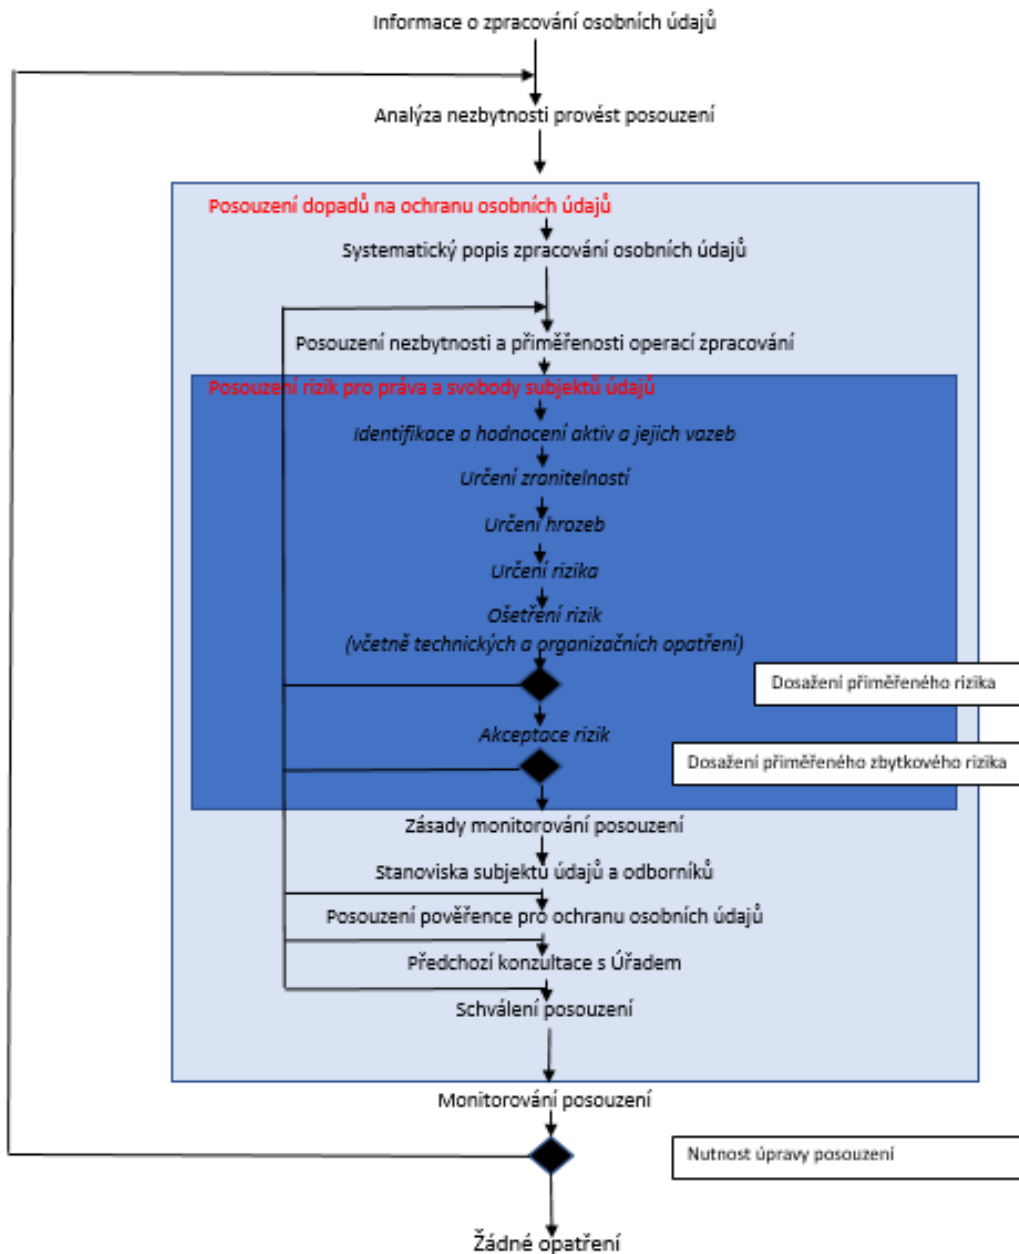 Informace o zpracování osobních údajů
Analýza nezbytnosti provést posouzení
Posouzení dopadů na ochranu osobních údajů
Systematický popis zpracování osobních údajů
Posouzení nezbytnosti a přiměřenosti operací zpracování
Posouzení rizik pro práva a svobody subjektů údajů
Identifikace a hodnocení aktiv a jejich vazeb
Určení zranitelností
Určení hrozeb
Určení rizika
Ošetření rizik
(včetně technických a organizačních opatření)
Dosažení přiměřeného rizika
Akceptace rizik
Dosažení přiměřeného zbytkového rizika
Zásady monitorování posouzení
Stanoviska subjektů údajů a odborníků
Posouzení pověřence pro ochranu osobních údajů
Předchozí konzultace s Úřadem
Schválení posouzení
Monitorování posouzení
Nutnost úpravy posouzení
Žádné opatření